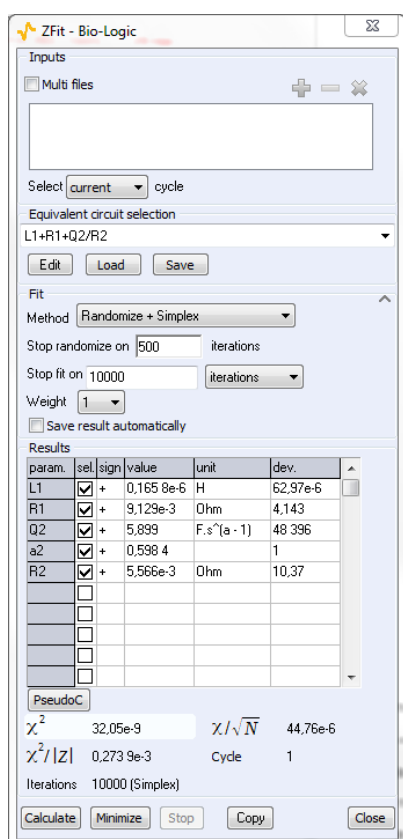 ZFit - Bio-Logic
Inputs
Multi files
Select current cycle
Equivalent circuit selection
L1+R1+Q2/R2
Edit Load Save
Fit
Method Randomize + Simplex
Stop randomize on 500 iterations
Stop fit on 10000 iterations
Weight 1
Save result automatically
Results
param. sel. sign value unit dev.
L1 + 0,165 8e-6 H 62,97e-6
R1 + 9,129e-3 Ohm 4,143
Q2 + 5,899 F.s^(a - 1) 48 396
a2 + 0,598 4 1
R2 + 5,566e-3 Ohm 10,37
PseudoC
χ² 32,05e-9 χ/√N 44,76e-6
χ²/|Z| 0,273 9e-3 Cycle 1
Iterations 10000 (Simplex)
Calculate Minimize Stop Copy Close